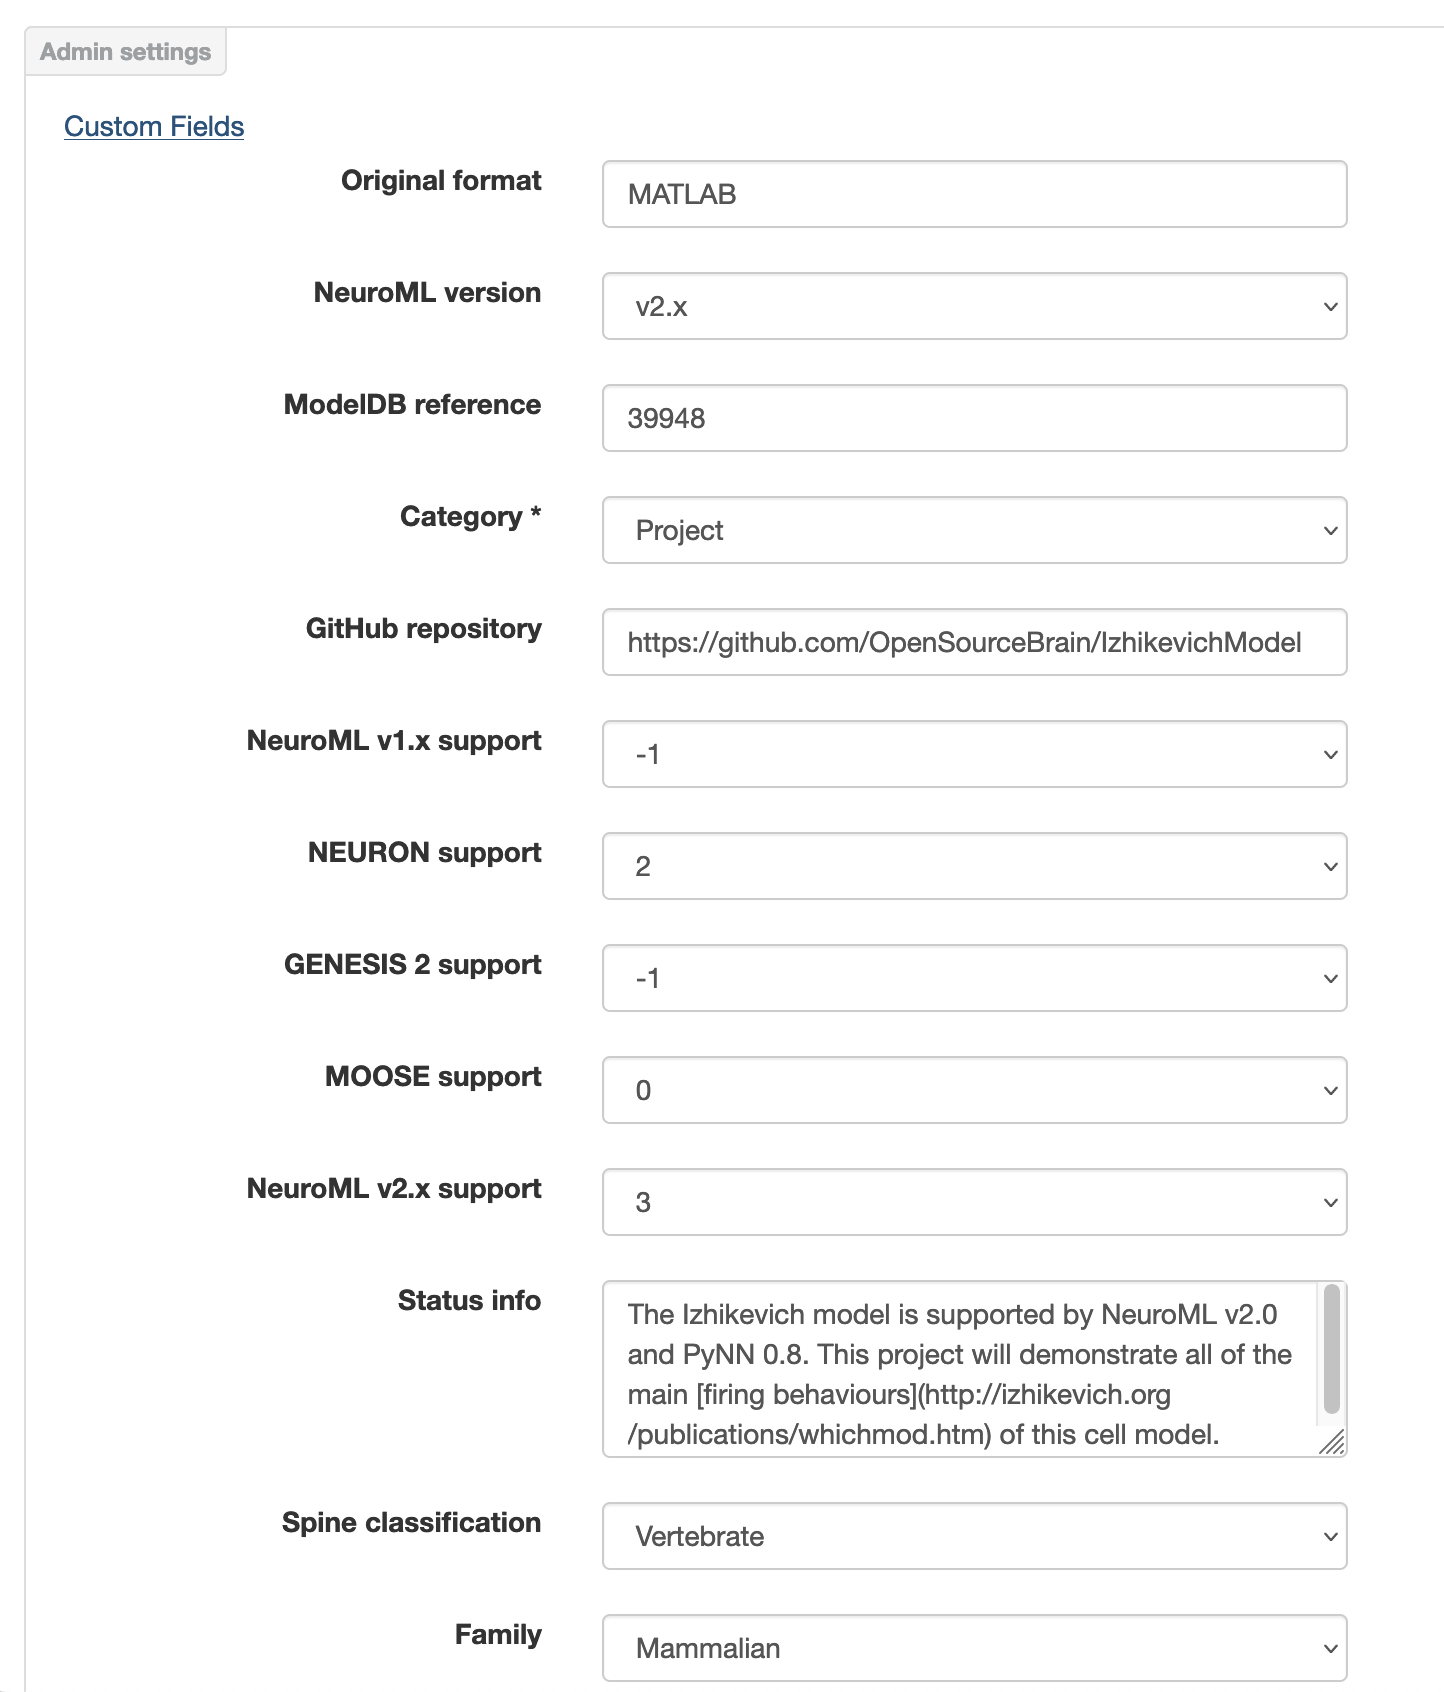 Admin settings
Custom Fields
Original format
MATLAB
NeuroML version
v2.x
ModelDB reference
39948
Category *
Project
GitHub repository
https://github.com/OpenSourceBrain/IzhikevichModel
NeuroML v1.x support
-1
NEURON support
2
GENESIS 2 support
-1
MOOSE support
0
NeuroML v2.x support
3
Status info
The Izhikevich model is supported by NeuroML v2.0
and PyNN 0.8. This project will demonstrate all of the
main [firing behaviours](http://izhikevich.org
/publications/whichmod.htm) of this cell model.
Spine classification
Vertebrate
Family
Mammalian